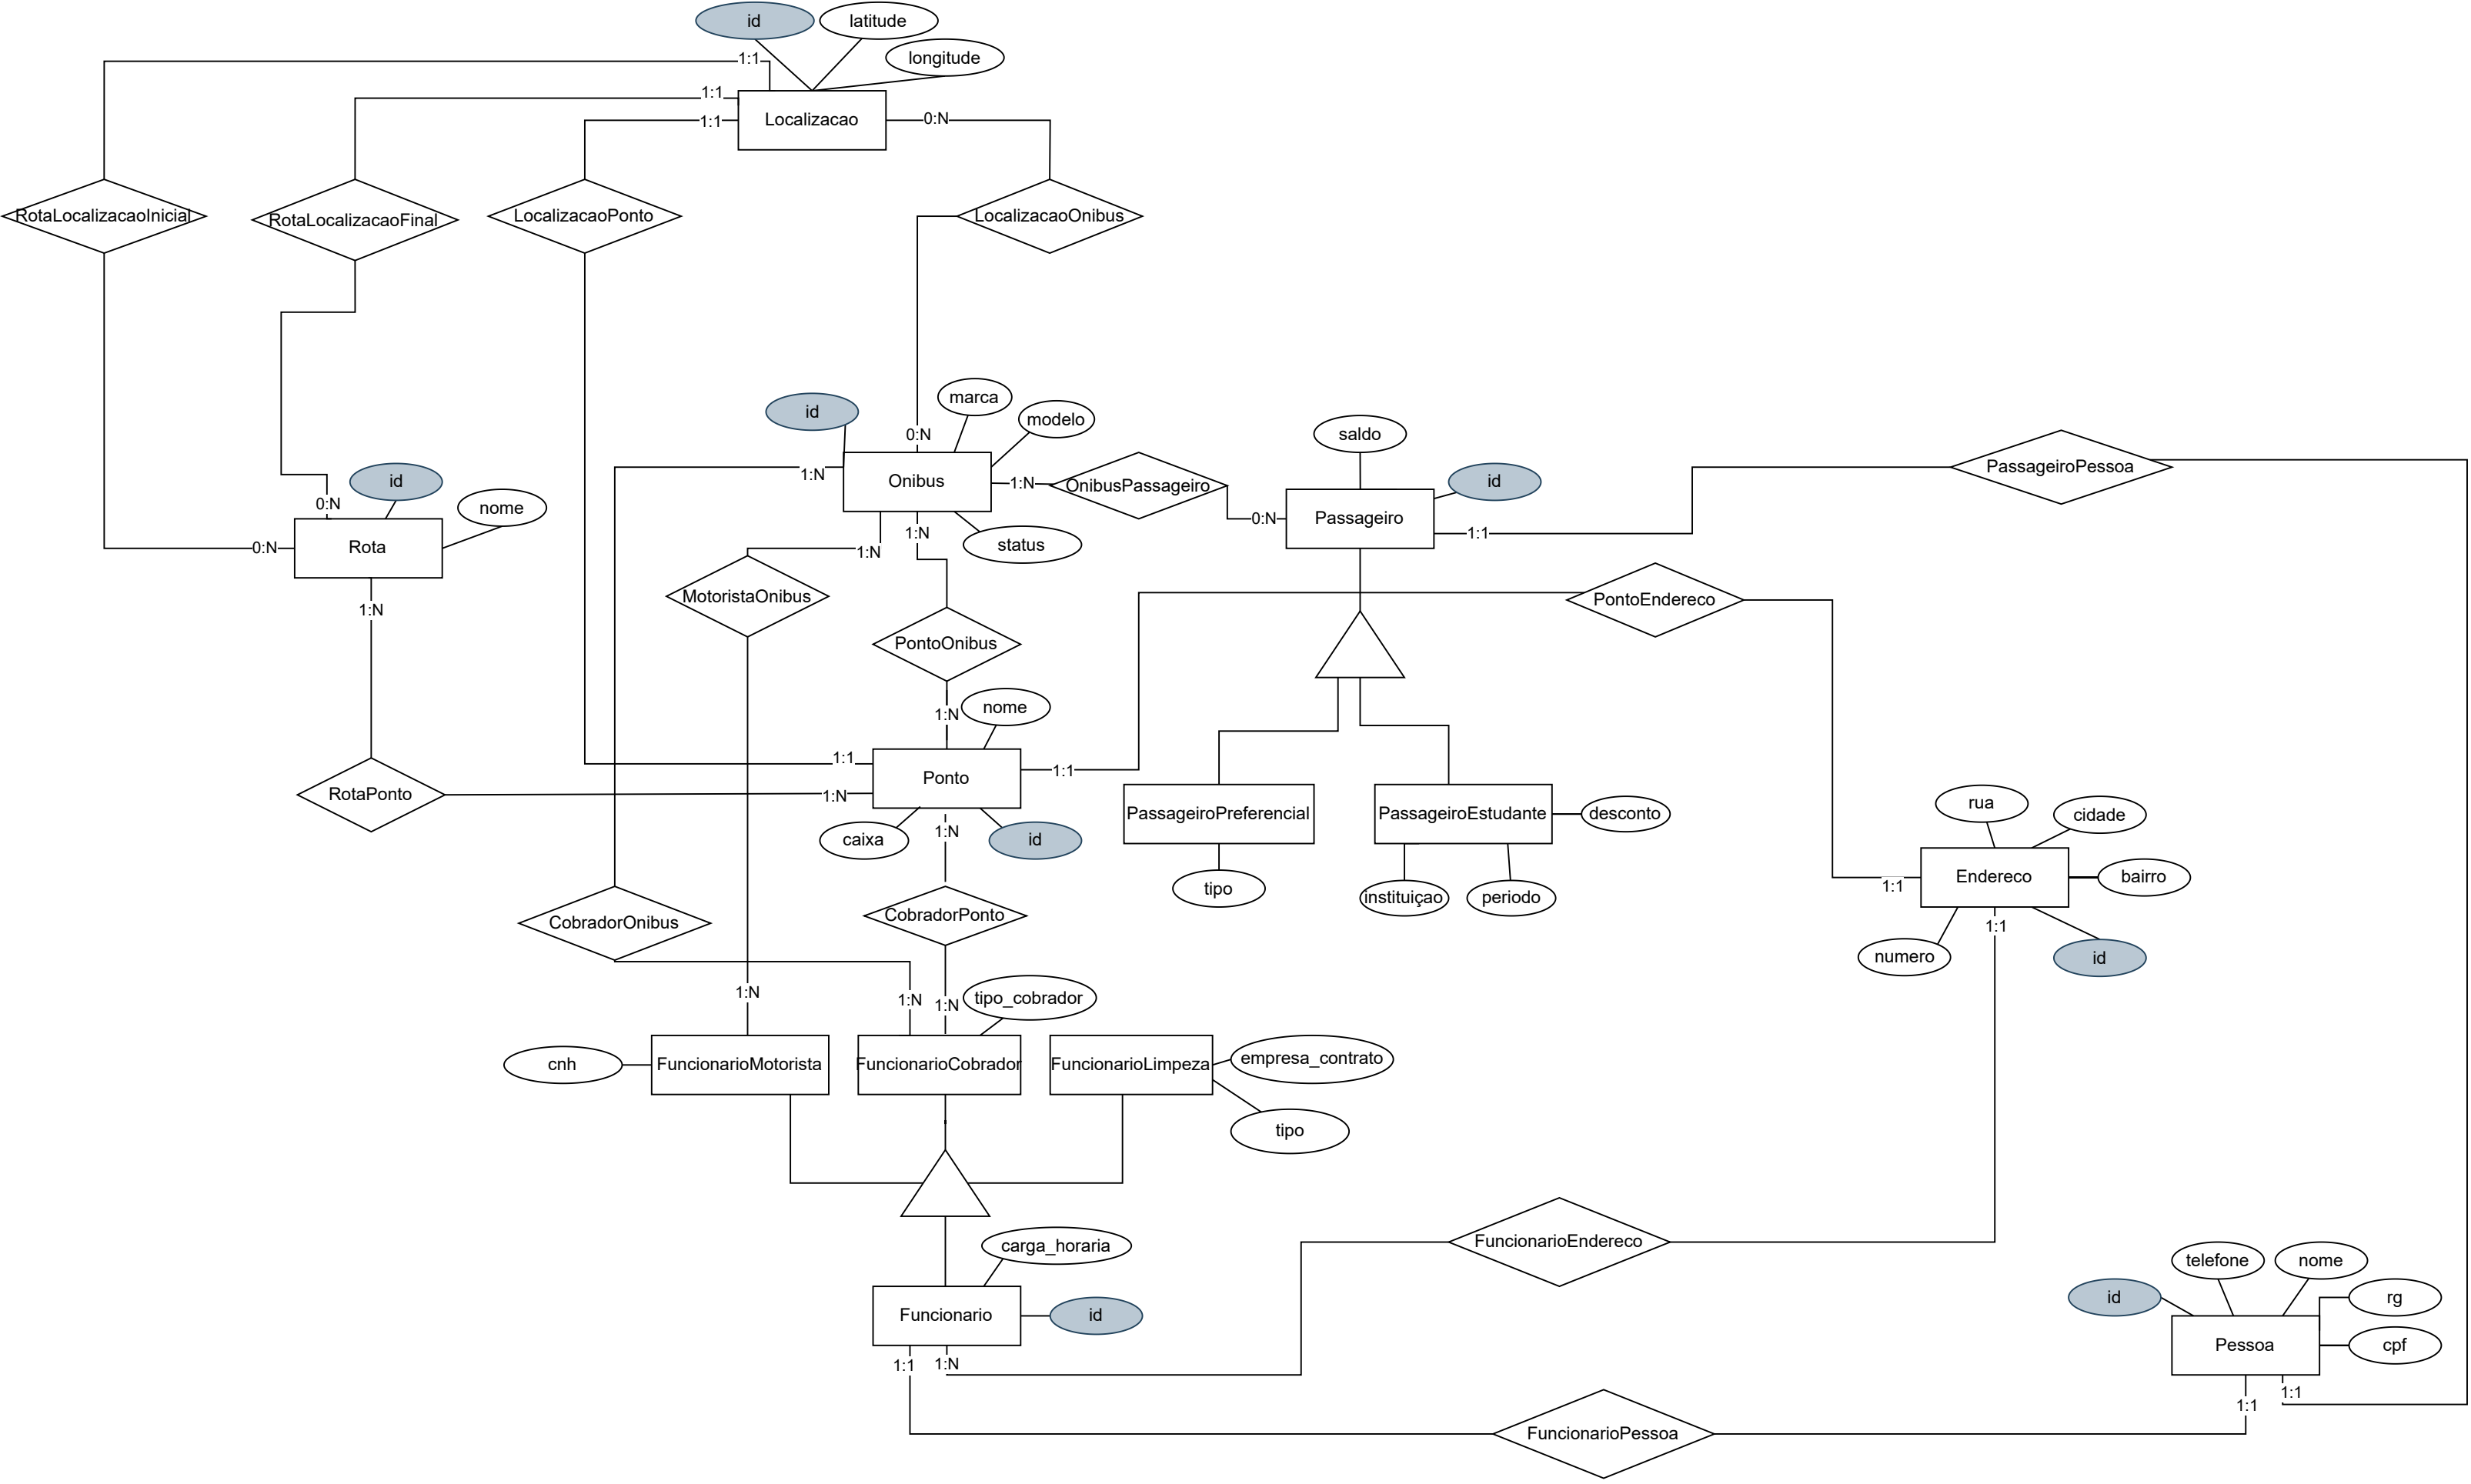 id
latitude
longitude
1:1
1:1
1:1
Localizacao
0:N
RotaLocalizacaoInicial
RotaLocalizacaoFinal
LocalizacaoPonto
LocalizacaoOnibus
id
marca
modelo
0:N
1:N
Onibus
1:N
OnibusPassageiro
saldo
id
0:N
Passageiro
1:1
PassageiroPessoa
id
nome
0:N
0:N
Rota
1:N
1:N
1:N
status
MotoristaOnibus
PontoOnibus
PontoEndereco
1:N
nome
1:1
Ponto
1:1
RotaPonto
1:N
caixa
1:N
id
PassageiroPreferencial
PassageiroEstudante
desconto
tipo
instituiçao
periodo
rua
cidade
1:1
Endereco
bairro
1:1
numero
id
CobradorOnibus
CobradorPonto
1:N
1:N
1:N
tipo_cobrador
cnh
FuncionarioMotorista
FuncionarioCobrador
FuncionarioLimpeza
empresa_contrato
tipo
carga_horaria
Funcionario
id
1:1
1:N
FuncionarioEndereco
telefone
nome
id
rg
Pessoa
cpf
1:1
1:1
FuncionarioPessoa